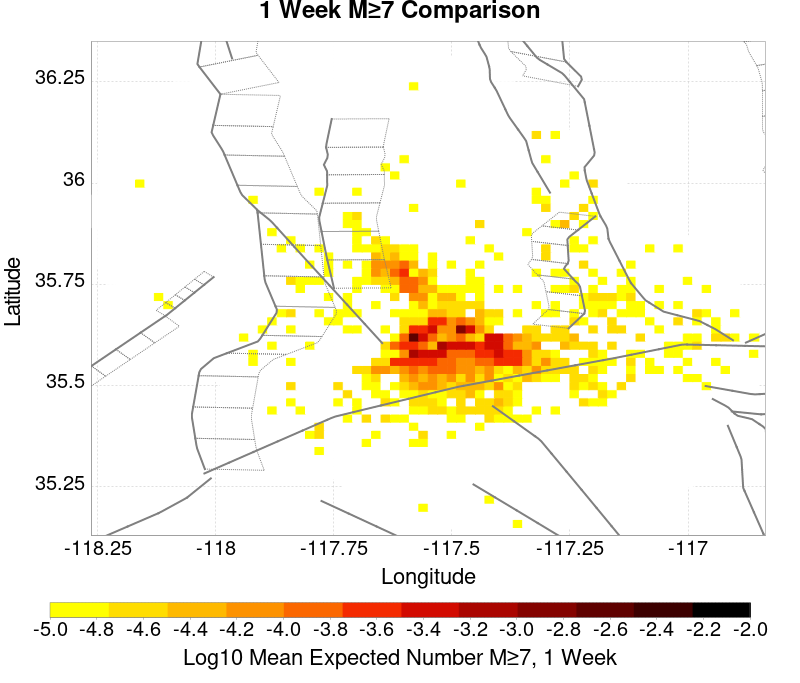 1 Week M≥7 Comparison
36.25
36
35.75
35.5
35.25
Latitude
-118.25 -118 -117.75 -117.5 -117.25 -117
Longitude
-5.0 -4.8 -4.6 -4.4 -4.2 -4.0 -3.8 -3.6 -3.4 -3.2 -3.0 -2.8 -2.6 -2.4 -2.2 -2.0
Log10 Mean Expected Number M≥7, 1 Week